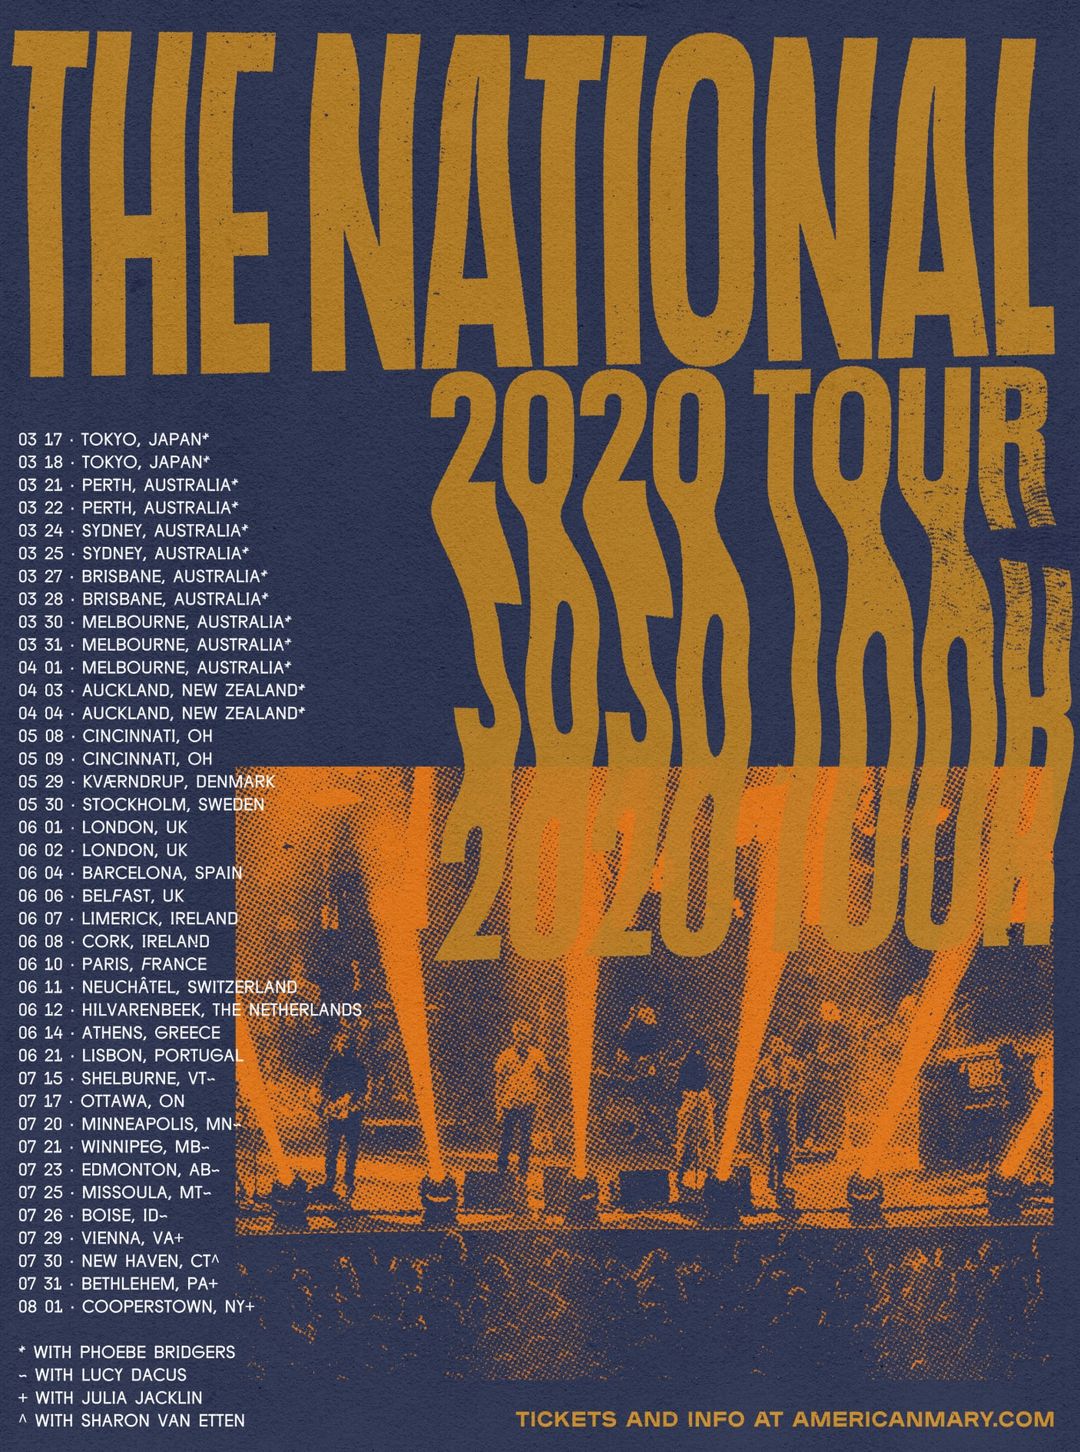 THE NATIONAL
2020 TOUR
2020 TOUR
2020 TOUR
03 17 · TOKYO, JAPAN*
03 18 · TOKYO, JAPAN*
03 21 · PERTH, AUSTRALIA*
03 22 · PERTH, AUSTRALIA*
03 24 · SYDNEY, AUSTRALIA*
03 25 · SYDNEY, AUSTRALIA*
03 27 · BRISBANE, AUSTRALIA*
03 28 · BRISBANE, AUSTRALIA*
03 30 · MELBOURNE, AUSTRALIA*
03 31 · MELBOURNE, AUSTRALIA*
04 01 · MELBOURNE, AUSTRALIA*
04 03 · AUCKLAND, NEW ZEALAND*
04 04 · AUCKLAND, NEW ZEALAND*
05 08 · CINCINNATI, OH
05 09 · CINCINNATI, OH
05 29 · KVÆRNDRUP, DENMARK
05 30 · STOCKHOLM, SWEDEN
06 01 · LONDON, UK
06 02 · LONDON, UK
06 04 · BARCELONA, SPAIN
06 06 · BELFAST, UK
06 07 · LIMERICK, IRELAND
06 08 · CORK, IRELAND
06 10 · PARIS, FRANCE
06 11 · NEUCHÂTEL, SWITZERLAND
06 12 · HILVARENBEEK, THE NETHERLANDS
06 14 · ATHENS, GREECE
06 21 · LISBON, PORTUGAL
07 15 · SHELBURNE, VT~
07 17 · OTTAWA, ON
07 20 · MINNEAPOLIS, MN~
07 21 · WINNIPEG, MB~
07 23 · EDMONTON, AB~
07 25 · MISSOULA, MT~
07 26 · BOISE, ID~
07 29 · VIENNA, VA+
07 30 · NEW HAVEN, CT^
07 31 · BETHLEHEM, PA+
08 01 · COOPERSTOWN, NY+
* WITH PHOEBE BRIDGERS
~ WITH LUCY DACUS
+ WITH JULIA JACKLIN
^ WITH SHARON VAN ETTEN
TICKETS AND INFO AT AMERICANMARY.COM